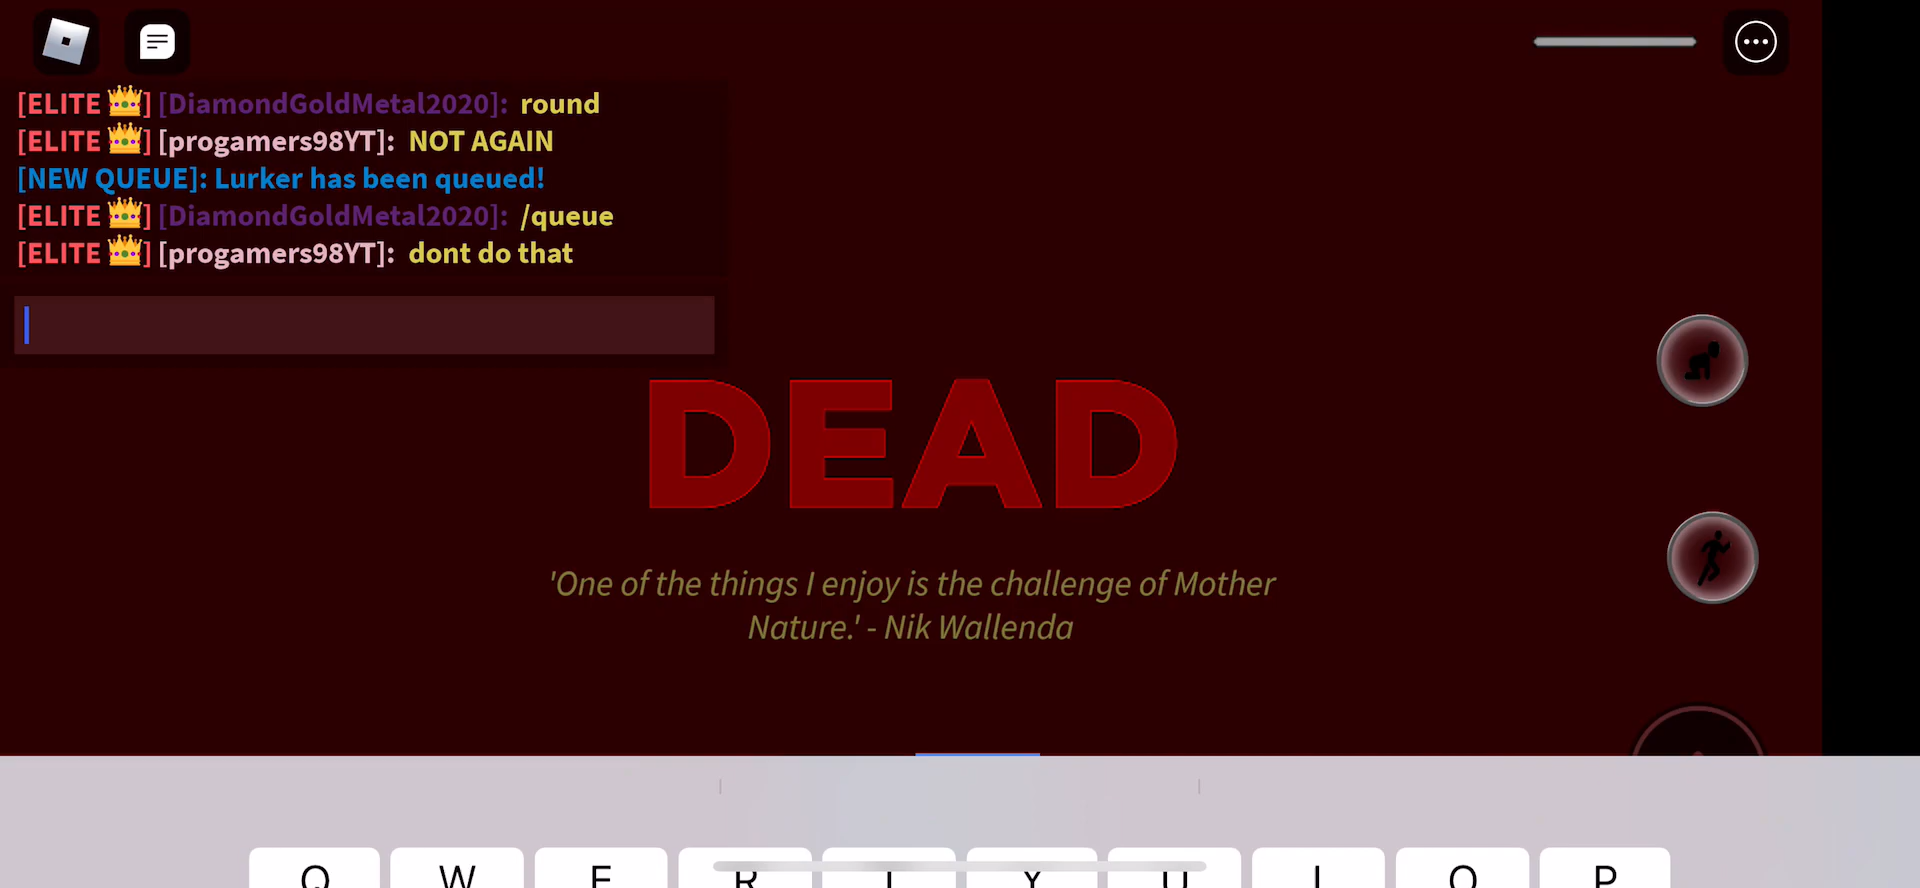 [ELITE 👑] [DiamondGoldMetal2020]: round
[ELITE 👑] [progamers98YT]: NOT AGAIN
[NEW QUEUE]: Lurker has been queued!
[ELITE 👑] [DiamondGoldMetal2020]: /queue
[ELITE 👑] [progamers98YT]: dont do that
DEAD
'One of the things I enjoy is the challenge of Mother
Nature.' - Nik Wallenda
Q W E R T Y U I O P